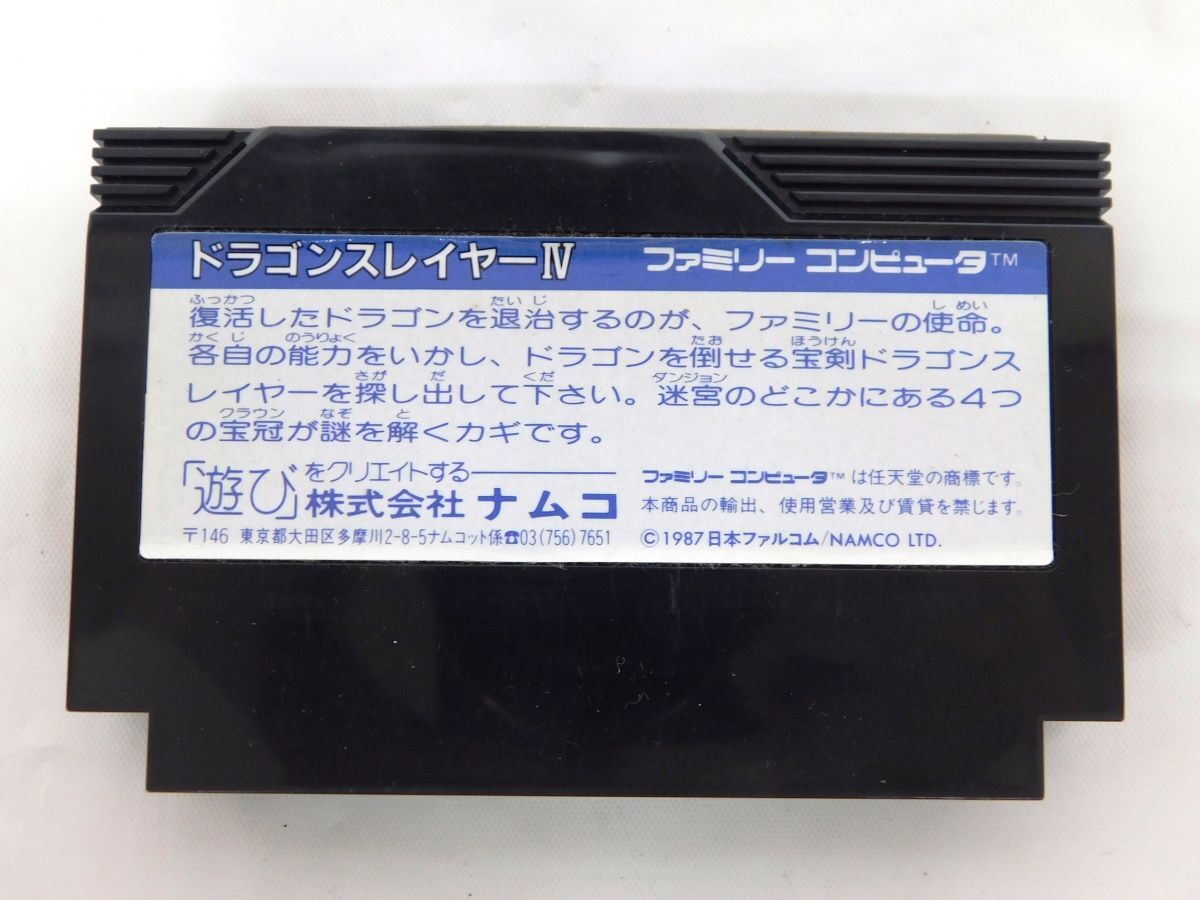 ドラゴンスレイヤーⅣ ファミリー コンピュータ™
ふっかつ たいじ しめい
復活したドラゴンを退治するのが、ファミリーの使命。
かくじ のうりょく たお ほうけん
各自の能力をいかし、ドラゴンを倒せる宝剣ドラゴンス
さが だ くだ ダンジョン
レイヤーを探し出して下さい。迷宮のどこかにある4つ
クラウン なぞ と
の宝冠が謎を解くカギです。
「遊び」をクリエイトする
株式会社 ナムコ
〒146 東京都大田区多摩川2-8-5ナムコット係☎03(756)7651
ファミリー コンピュータ™は任天堂の商標です。
本商品の輸出、使用営業及び賃貸を禁じます。
©1987日本ファルコム/NAMCO LTD.